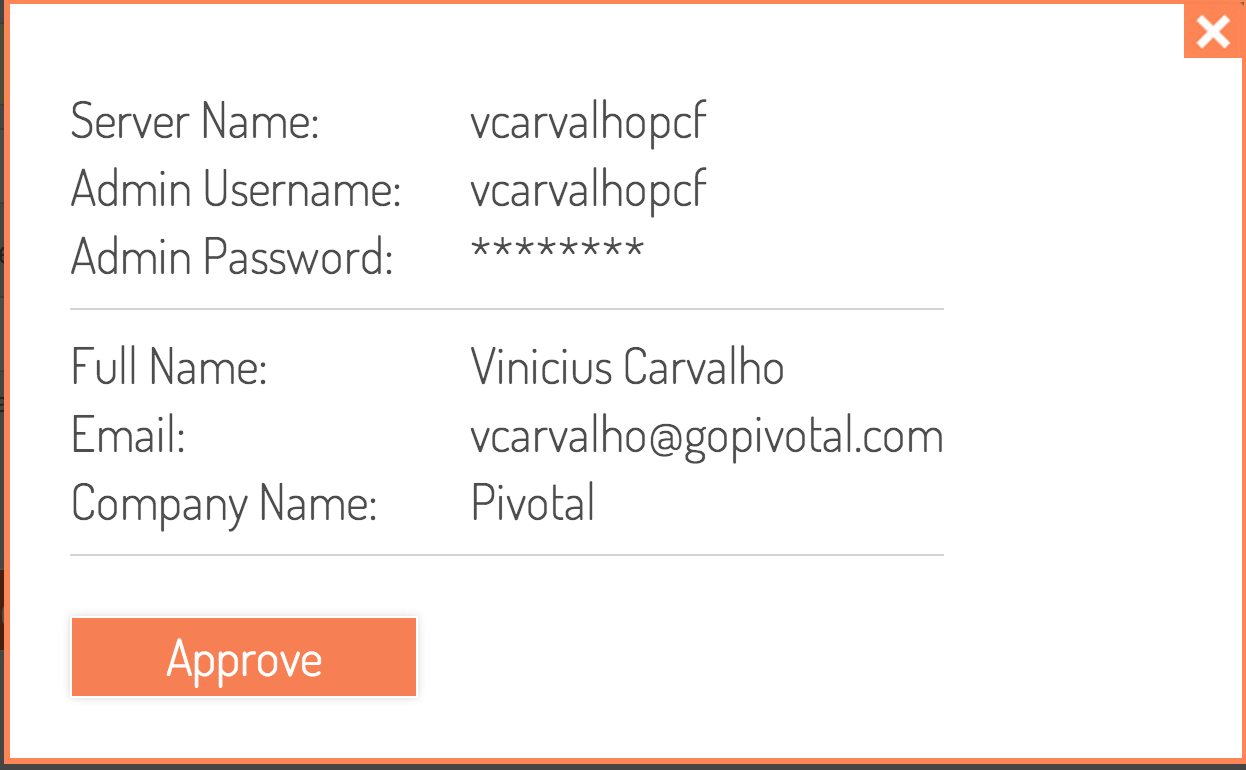 Server Name: vcarvalhopcf
Admin Username: vcarvalhopcf
Admin Password: ********
Full Name: Vinicius Carvalho
Email: vcarvalho@gopivotal.com
Company Name: Pivotal
Approve